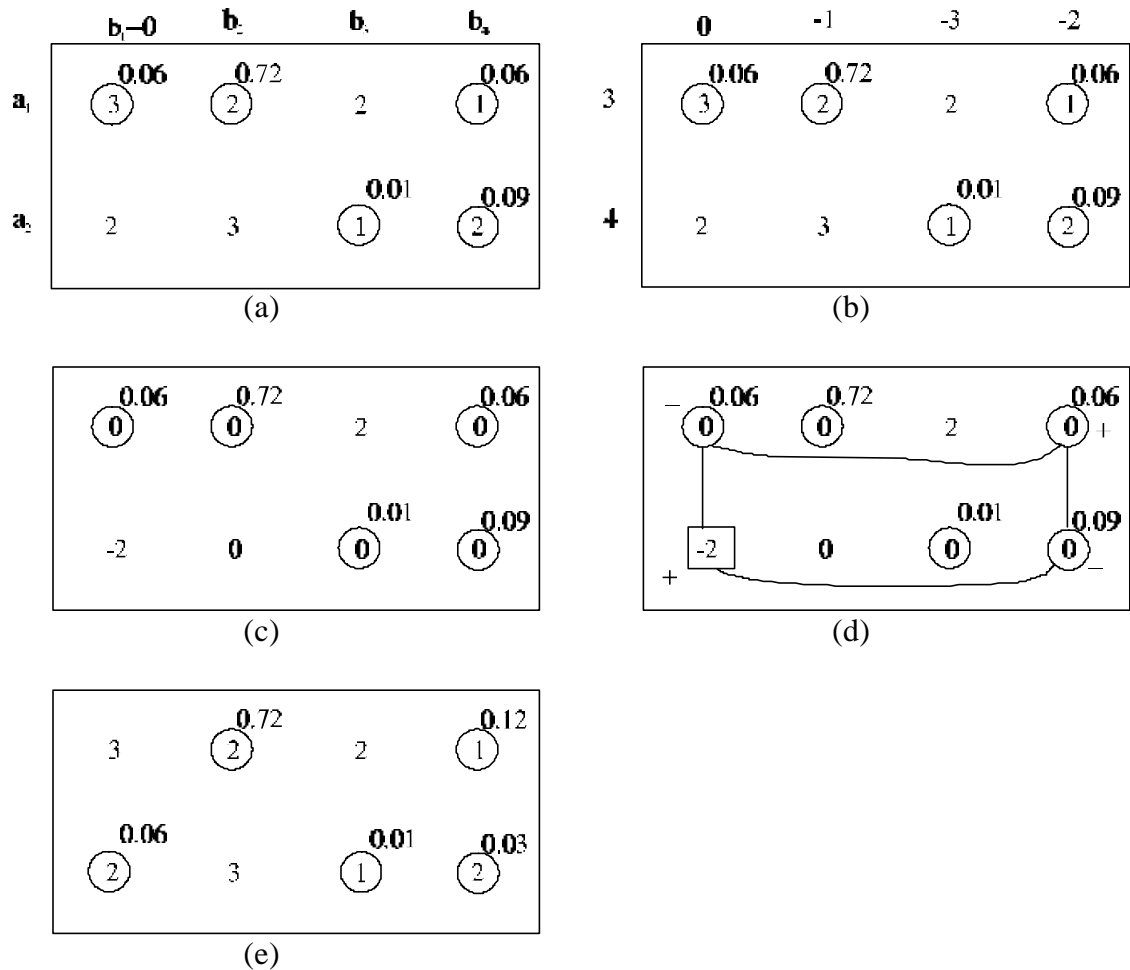 b₁=0 b₂ b₃ b₄
0.06 0.72 0.06
a₁ 3 2 2 1
0.01 0.09
a₂ 2 3 1 2
(a)
0 -1 -3 -2
0.06 0.72 0.06
3 3 2 2 1
0.01 0.09
4 2 3 1 2
(b)
0.06 0.72 0.06
0 0 2 0
0.01 0.09
-2 0 0 0
(c)
− 0.06 0.72 0.06
0 0 2 0 +
0.01 0.09
-2 0 0 0
+ −
(d)
0.72 0.12
3 2 2 1
0.06 0.01 0.03
2 3 1 2
(e)